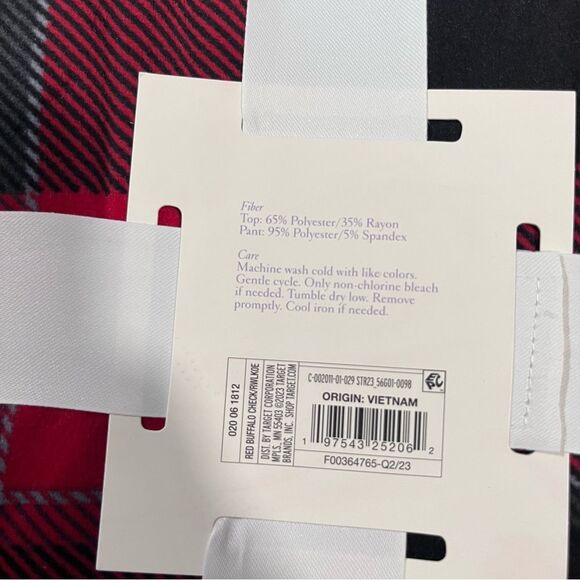 Fiber
Top: 65% Polyester/35% Rayon
Pant: 95% Polyester/5% Spandex
Care
Machine wash cold with like colors.
Gentle cycle. Only non-chlorine bleach
if needed. Tumble dry low. Remove
promptly. Cool iron if needed.
020 06 1812
RED BUFFALO CHECK/RWLKOE
DIST. BY TARGET CORPORATION
MPLS., MN 55403 ©2023 TARGET
BRANDS, INC. SHOP TARGET.COM
C-002011-01-029 STR23_56G01-0098
ORIGIN: VIETNAM
1 97543 25206 2
F00364765-Q2/23